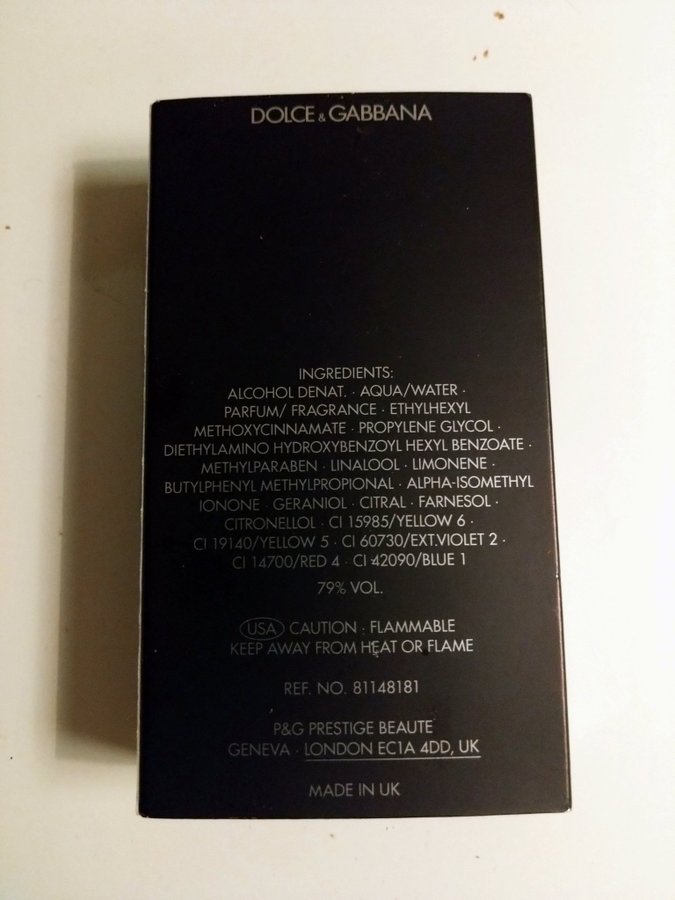 DOLCE & GABBANA
INGREDIENTS:
ALCOHOL DENAT. · AQUA/WATER ·
PARFUM/ FRAGRANCE · ETHYLHEXYL
METHOXYCINNAMATE · PROPYLENE GLYCOL ·
DIETHYLAMINO HYDROXYBENZOYL HEXYL BENZOATE ·
METHYLPARABEN · LINALOOL · LIMONENE ·
BUTYLPHENYL METHYLPROPIONAL · ALPHA-ISOMETHYL
IONONE · GERANIOL · CITRAL · FARNESOL ·
CITRONELLOL · CI 15985/YELLOW 6 ·
CI 19140/YELLOW 5 · CI 60730/EXT.VIOLET 2 ·
CI 14700/RED 4 · CI 42090/BLUE 1
79% VOL.
USA CAUTION : FLAMMABLE
KEEP AWAY FROM HEAT OR FLAME
REF. NO. 81148181
P&G PRESTIGE BEAUTE
GENEVA · LONDON EC1A 4DD, UK
MADE IN UK